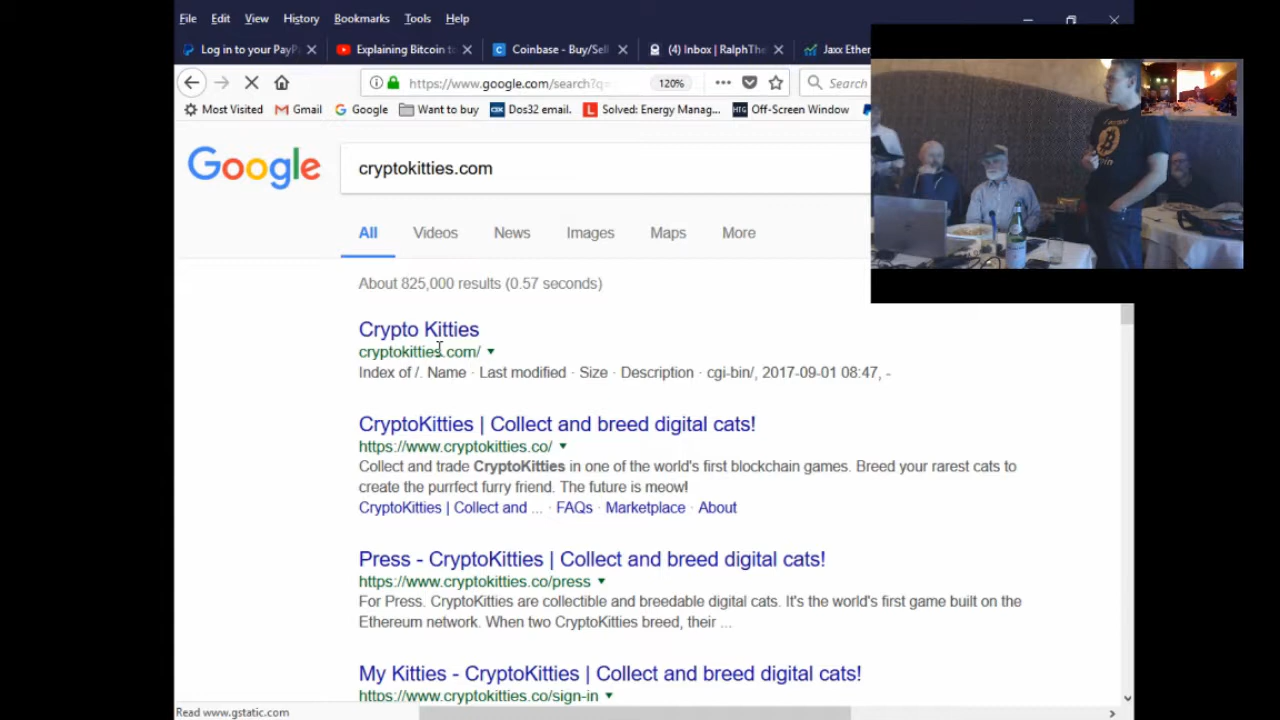 File Edit View History Bookmarks Tools Help
Log in to your PayPa
Explaining Bitcoin to
Coinbase - Buy/Sell
(4) Inbox | RalphThe
Jaxx Ether
https://www.google.com/search?q= 120% Search
Most Visited Gmail Google Want to buy Dos32 email. Solved: Energy Manag... Off-Screen Window
Google cryptokitties.com
All Videos News Images Maps More
About 825,000 results (0.57 seconds)
Crypto Kitties
cryptokitties.com/
Index of /. Name · Last modified · Size · Description · cgi-bin/, 2017-09-01 08:47, -
CryptoKitties | Collect and breed digital cats!
https://www.cryptokitties.co/
Collect and trade CryptoKitties in one of the world's first blockchain games. Breed your rarest cats to
create the purrfect furry friend. The future is meow!
CryptoKitties | Collect and ... · FAQs · Marketplace · About
Press - CryptoKitties | Collect and breed digital cats!
https://www.cryptokitties.co/press
For Press. CryptoKitties are collectible and breedable digital cats. It's the world's first game built on the
Ethereum network. When two CryptoKitties breed, their ...
My Kitties - CryptoKitties | Collect and breed digital cats!
https://www.cryptokitties.co/sign-in
Read www.gstatic.com